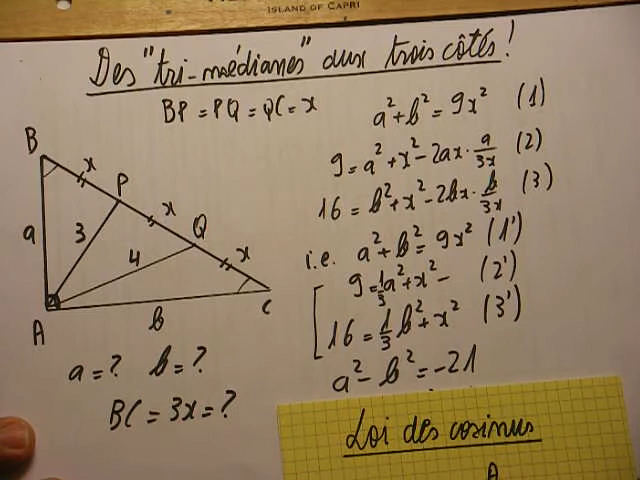 ISLAND OF CAPRI
Des "tri-médianes" aux trois côtés!
BP = PQ = QC = x
a² + b² = 9x² (1)
9 = a² + x² - 2ax · a/3x (2)
16 = b² + x² - 2bx · b/3x (3)
i.e. a² + b² = 9x² (1')
9 = 1/3 a² + x² - (2')
16 = 1/3 b² + x² (3')
a² - b² = -21
B
x
P
x
a
3
Q
4
x
A
b
C
a = ? b = ?
BC = 3x = ?
Loi des cosinus
A